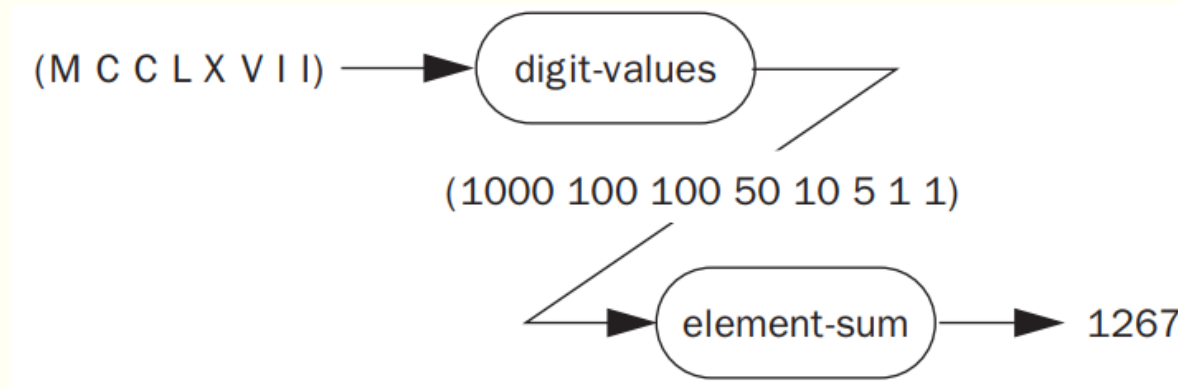 (M C C L X V I I)
digit-values
(1000 100 100 50 10 5 1 1)
element-sum
1267